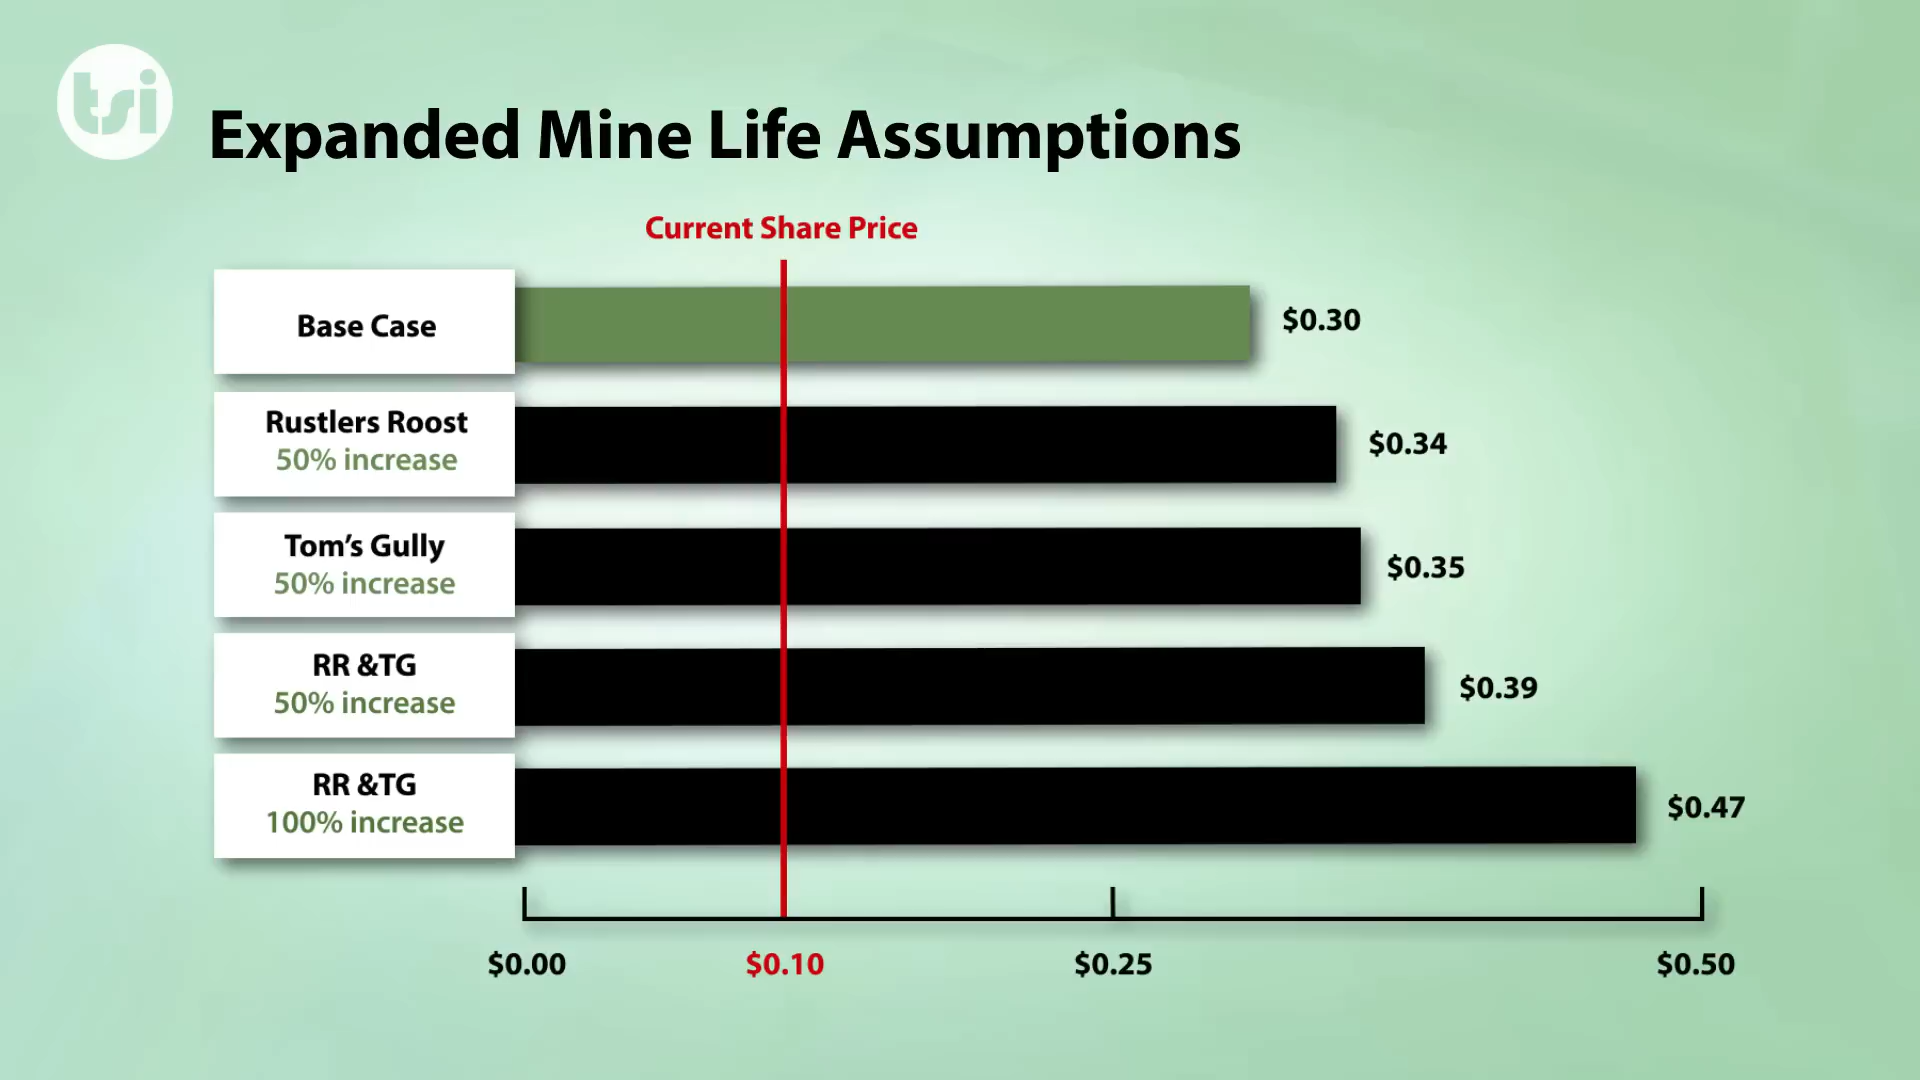 tsi
Expanded Mine Life Assumptions
Current Share Price
Base Case
$0.30
Rustlers Roost
50% increase
$0.34
Tom’s Gully
50% increase
$0.35
RR &TG
50% increase
$0.39
RR &TG
100% increase
$0.47
$0.00 $0.10 $0.25 $0.50